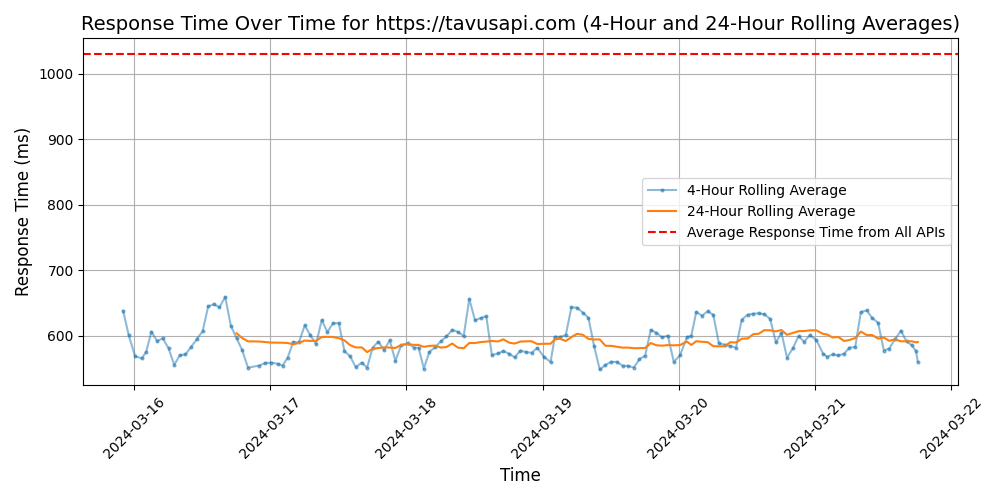 Response Time Over Time for https://tavusapi.com (4-Hour and 24-Hour Rolling Averages)
1000
900
800
700
600
Response Time (ms)
4-Hour Rolling Average
24-Hour Rolling Average
Average Response Time from All APIs
2024-03-16
2024-03-17
2024-03-18
2024-03-19
2024-03-20
2024-03-21
2024-03-22
Time